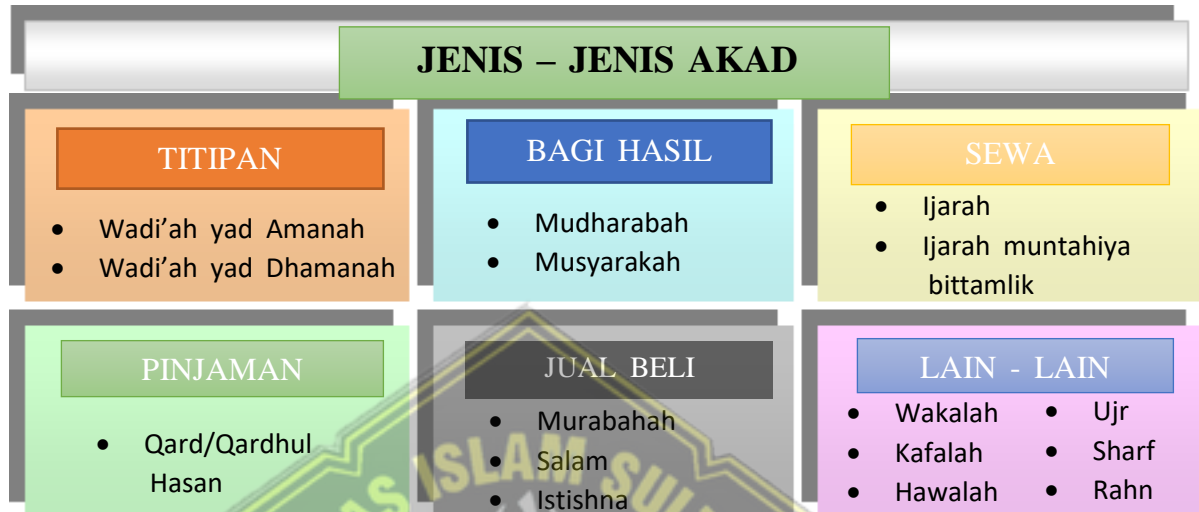 JENIS – JENIS AKAD
TITIPAN
• Wadi’ah yad Amanah
• Wadi’ah yad Dhamanah
BAGI HASIL
• Mudharabah
• Musyarakah
SEWA
• Ijarah
• Ijarah muntahiya
bittamlik
PINJAMAN
• Qard/Qardhul
Hasan
JUAL BELI
• Murabahah
• Salam
• Istishna
LAIN - LAIN
• Wakalah
• Kafalah
• Hawalah
• Ujr
• Sharf
• Rahn
ISLAM